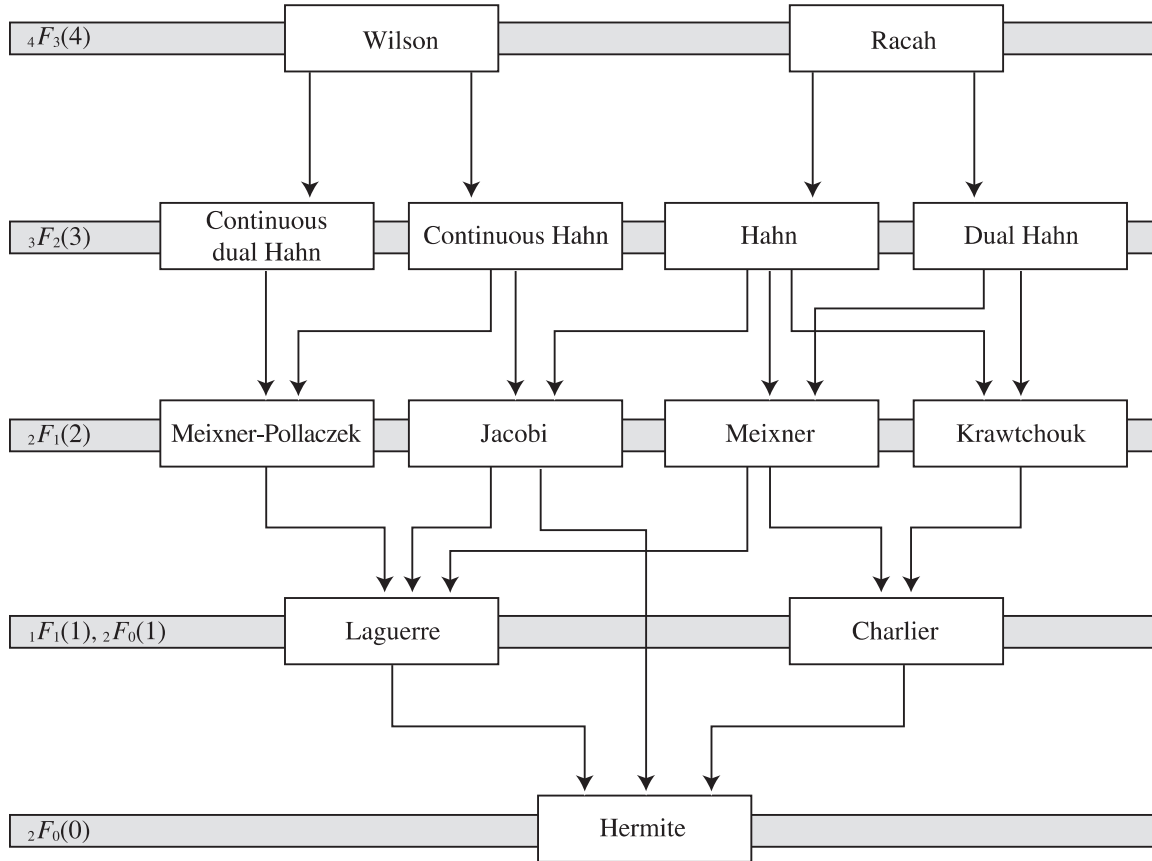 ₄F₃(4)
Wilson
Racah
₃F₂(3)
Continuous
dual Hahn
Continuous Hahn
Hahn
Dual Hahn
₂F₁(2)
Meixner-Pollaczek
Jacobi
Meixner
Krawtchouk
₁F₁(1), ₂F₀(1)
Laguerre
Charlier
₂F₀(0)
Hermite